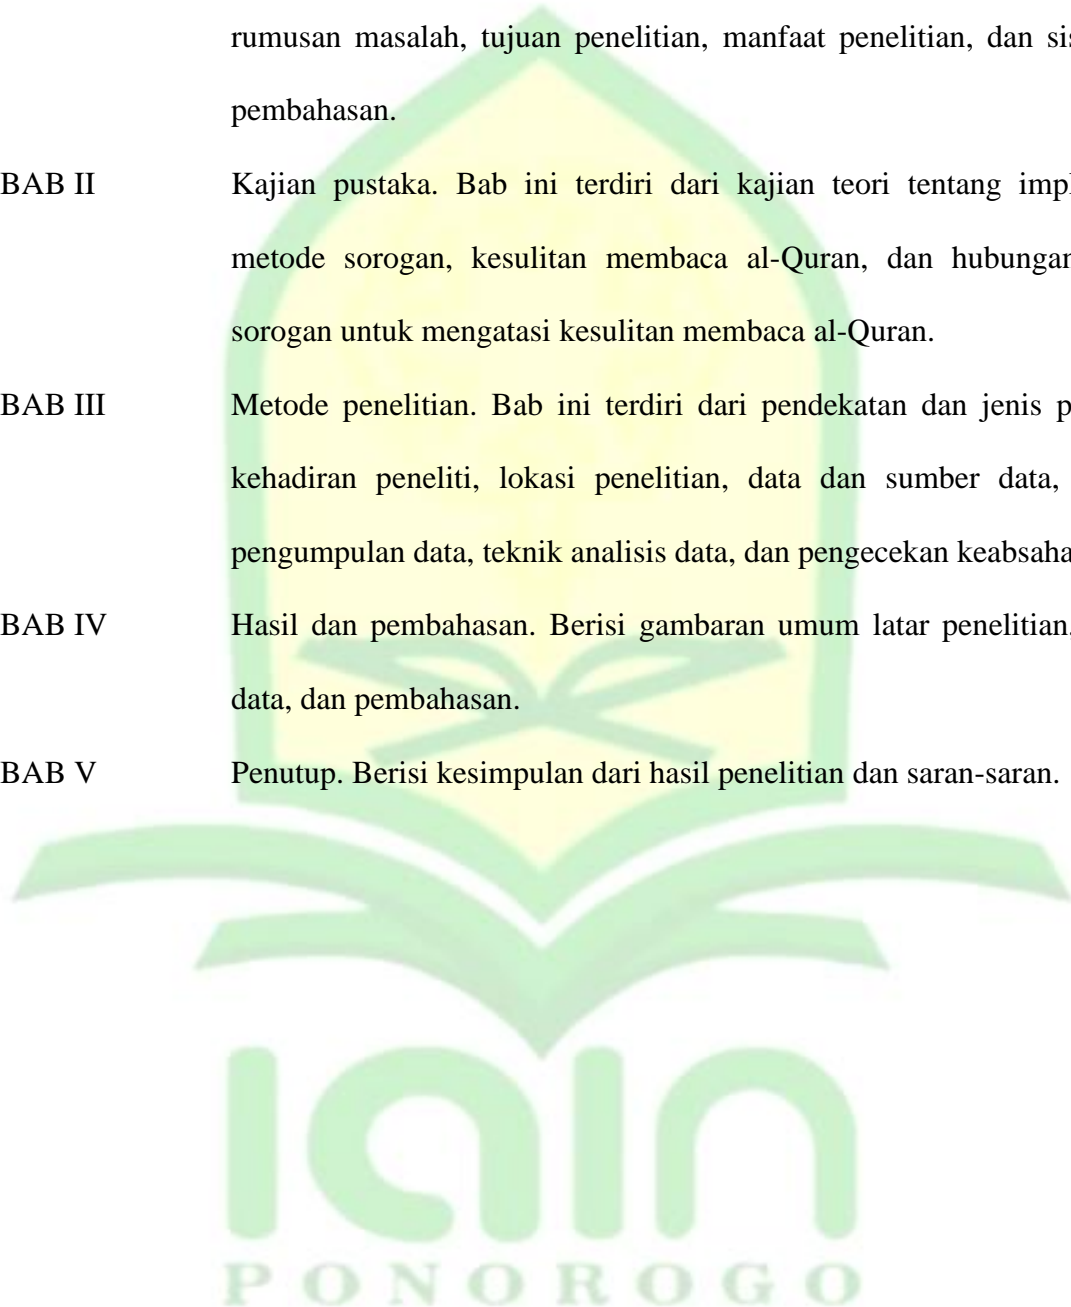 rumusan masalah, tujuan penelitian, manfaat penelitian, dan sis
pembahasan.
BAB II Kajian pustaka. Bab ini terdiri dari kajian teori tentang imp
metode sorogan, kesulitan membaca al-Quran, dan hubungan
sorogan untuk mengatasi kesulitan membaca al-Quran.
BAB III Metode penelitian. Bab ini terdiri dari pendekatan dan jenis p
kehadiran peneliti, lokasi penelitian, data dan sumber data,
pengumpulan data, teknik analisis data, dan pengecekan keabsaha
BAB IV Hasil dan pembahasan. Berisi gambaran umum latar penelitian,
data, dan pembahasan.
BAB V Penutup. Berisi kesimpulan dari hasil penelitian dan saran-saran.
iain
PONOROGO